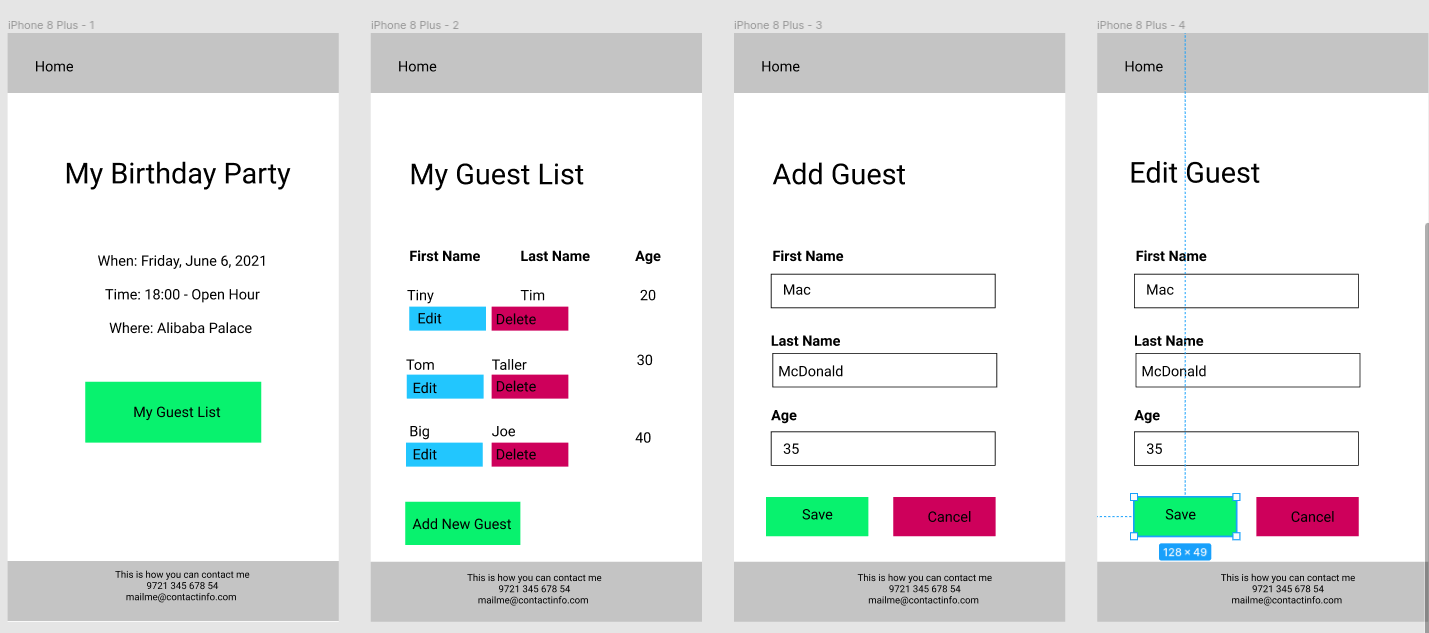 iPhone 8 Plus - 1
Home
My Birthday Party
When: Friday, June 6, 2021
Time: 18:00 - Open Hour
Where: Alibaba Palace
My Guest List
This is how you can contact me
9721 345 678 54
mailme@contactinfo.com
iPhone 8 Plus - 2
Home
My Guest List
First Name Last Name Age
Tiny Tim 20
Edit Delete
Tom Taller 30
Edit Delete
Big Joe 40
Edit Delete
Add New Guest
This is how you can contact me
9721 345 678 54
mailme@contactinfo.com
iPhone 8 Plus - 3
Home
Add Guest
First Name
Mac
Last Name
McDonald
Age
35
Save Cancel
This is how you can contact me
9721 345 678 54
mailme@contactinfo.com
iPhone 8 Plus - 4
Home
Edit Guest
First Name
Mac
Last Name
McDonald
Age
35
Save Cancel
128 × 49
This is how you can contact me
9721 345 678 54
mailme@contactinfo.com